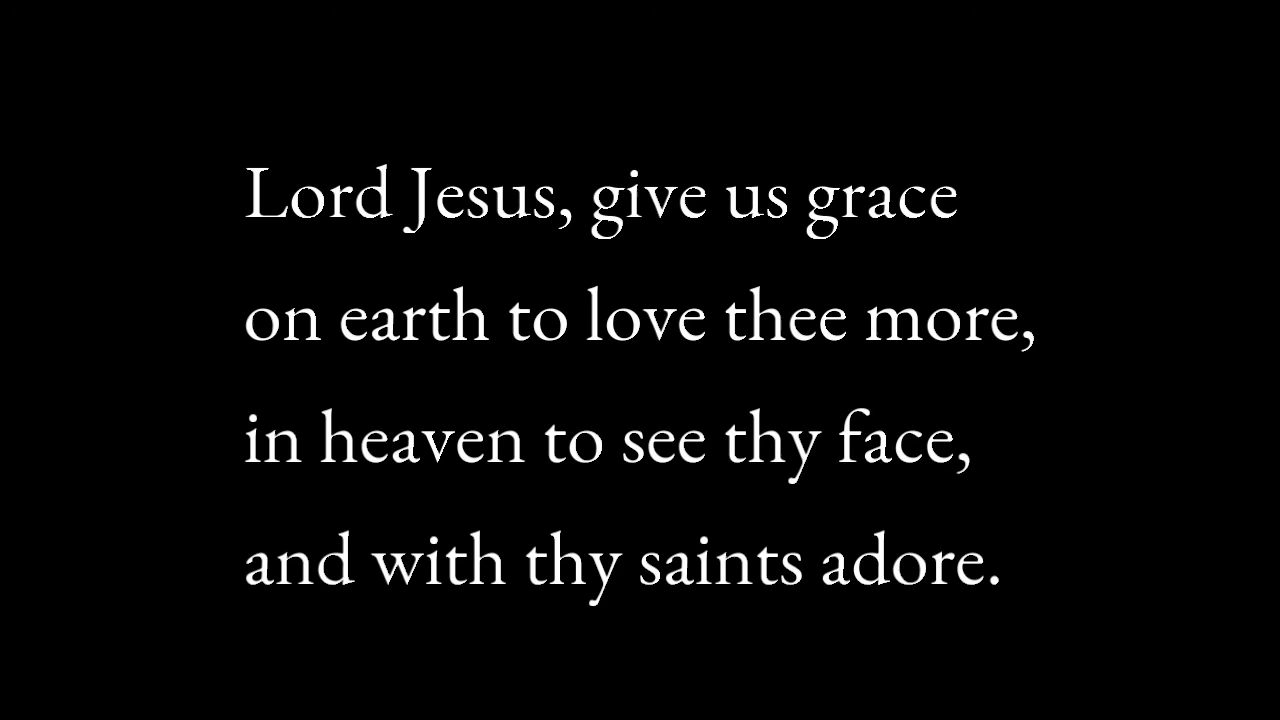 Lord Jesus, give us grace
on earth to love thee more,
in heaven to see thy face,
and with thy saints adore.